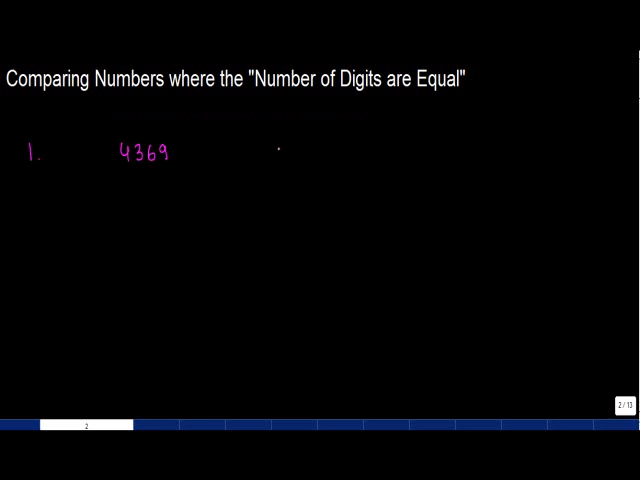 Comparing Numbers where the "Number of Digits are Equal"
1. 4369
2 / 13
2